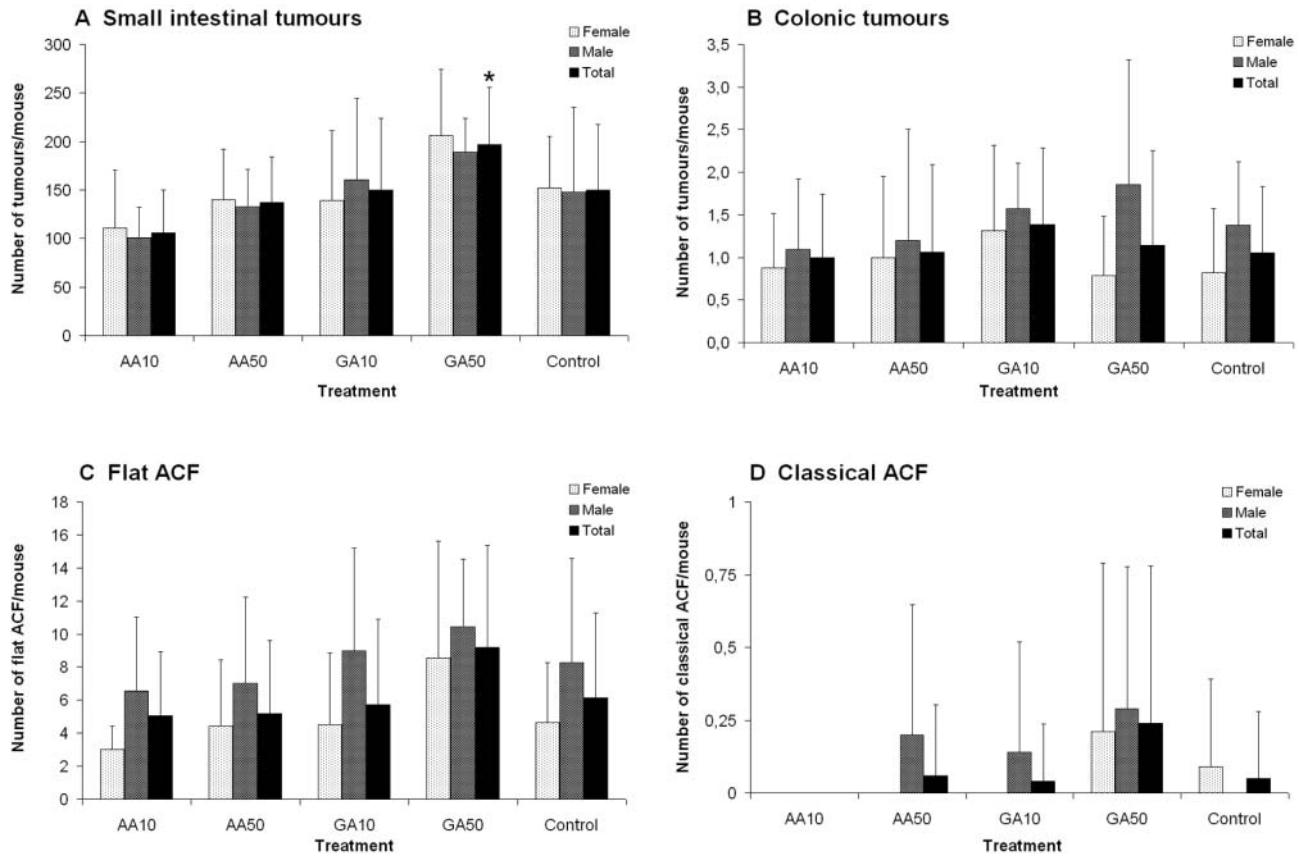 A Small intestinal tumours
Female
Male
Total
Number of tumours/mouse
300
250
200
150
100
50
0
*
AA10 AA50 GA10 GA50 Control
Treatment
B Colonic tumours
Female
Male
Total
Number of tumours/mouse
3,5
3,0
2,5
2,0
1,5
1,0
0,5
0,0
AA10 AA50 GA10 GA50 Control
Treatment
C Flat ACF
Female
Male
Total
Number of flat ACF/mouse
18
16
14
12
10
8
6
4
2
0
AA10 AA50 GA10 GA50 Control
Treatment
D Classical ACF
Female
Male
Total
Number of classical ACF/mouse
1
0,75
0,5
0,25
0
AA10 AA50 GA10 GA50 Control
Treatment